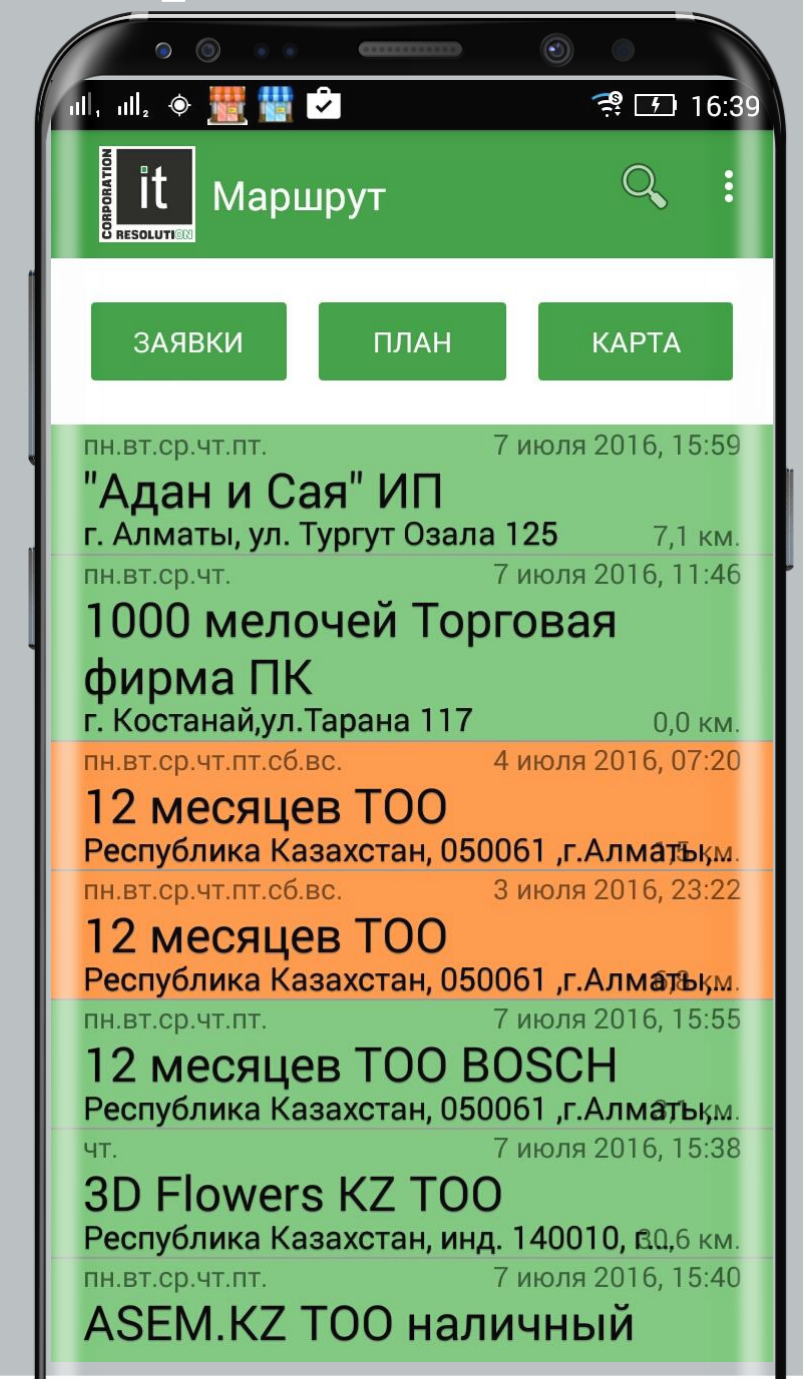 16:39
CORPORATION
it
RESOLUTION
Маршрут
ЗАЯВКИ ПЛАН КАРТА
пн.вт.ср.чт.пт. 7 июля 2016, 15:59
"Адан и Сая" ИП
г. Алматы, ул. Тургут Озала 125 7,1 км.
пн.вт.ср.чт. 7 июля 2016, 11:46
1000 мелочей Торговая
фирма ПК
г. Костанай,ул.Тарана 117 0,0 км.
пн.вт.ср.чт.пт.сб.вс. 4 июля 2016, 07:20
12 месяцев ТОО
Республика Казахстан, 050061 ,г.Алматы,... км.
пн.вт.ср.чт.пт.сб.вс. 3 июля 2016, 23:22
12 месяцев ТОО
Республика Казахстан, 050061 ,г.Алматы,... км.
пн.вт.ср.чт.пт. 7 июля 2016, 15:55
12 месяцев ТОО BOSCH
Республика Казахстан, 050061 ,г.Алматы,... км.
чт. 7 июля 2016, 15:38
3D Flowers KZ ТОО
Республика Казахстан, инд. 140010, г.... км.
пн.вт.ср.чт.пт. 7 июля 2016, 15:40
ASEM.KZ ТОО наличный